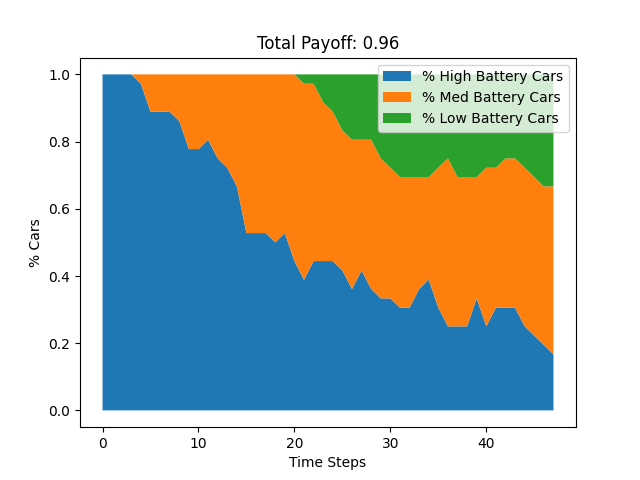 Total Payoff: 0.96
% High Battery Cars
% Med Battery Cars
% Low Battery Cars
1.0
0.8
0.6
0.4
0.2
0.0
% Cars
0 10 20 30 40
Time Steps